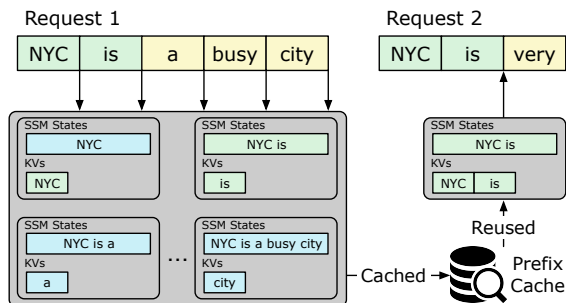 Request 1
NYC is a busy city
SSM States
NYC
KVs
NYC
SSM States
NYC is
KVs
is
SSM States
NYC is a
KVs
a
...
SSM States
NYC is a busy city
KVs
city
Cached
Request 2
NYC is very
SSM States
NYC is
KVs
NYC is
Reused
Prefix
Cache